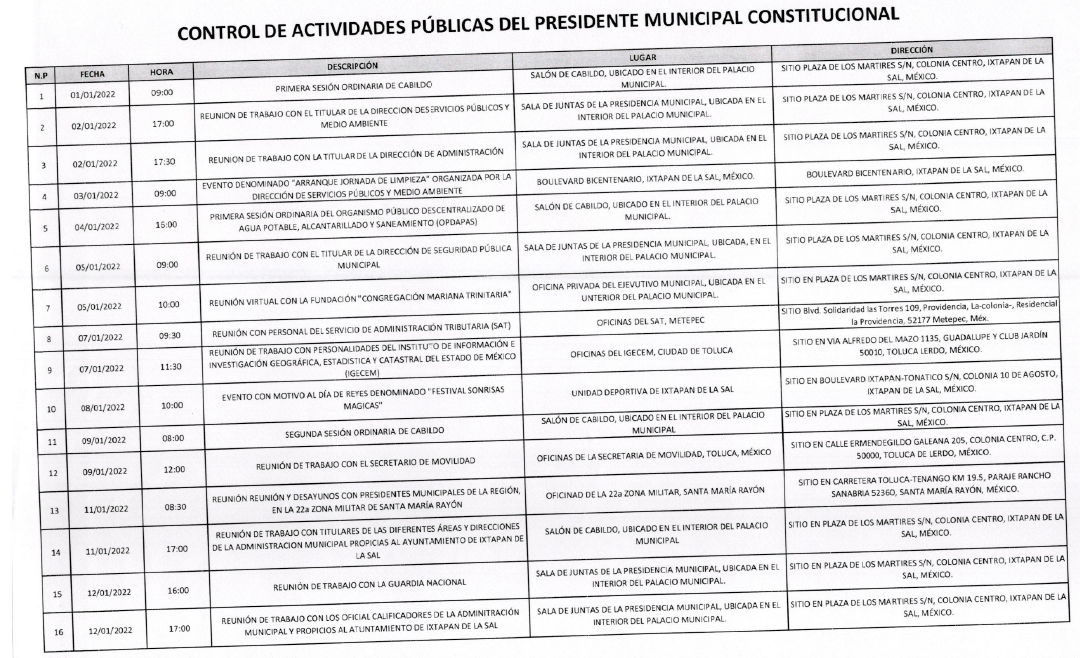 CONTROL DE ACTIVIDADES PÚBLICAS DEL PRESIDENTE MUNICIPAL CONSTITUCIONAL
N.P FECHA HORA DESCRIPCIÓN LUGAR DIRECCIÓN
1 01/01/2022 09:00 PRIMERA SESIÓN ORDINARIA DE CABILDO SALÓN DE CABILDO, UBICADO EN EL INTERIOR DEL PALACIO
MUNICIPAL. SITIO PLAZA DE LOS MARTIRES S/N, COLONIA CENTRO, IXTAPAN DE LA
SAL, MÉXICO.
2 02/01/2022 17:00 REUNION DE TRABAJO CON EL TITULAR DE LA DIRECCION DESERVICIOS PÚBLICOS Y
MEDIO AMBIENTE SALA DE JUNTAS DE LA PRESIDENCIA MUNICIPAL, UBICADA EN EL
INTERIOR DEL PALACIO MUNICIPAL. SITIO PLAZA DE LOS MARTIRES S/N, COLONIA CENTRO, IXTAPAN DE LA
SAL, MÉXICO.
3 02/01/2022 17:30 REUNION DE TRABAJO CON LA TITULAR DE LA DIRECCIÓN DE ADMINISTRACIÓN SALA DE JUNTAS DE LA PRESIDENCIA MUNICIPAL, UBICADA EN EL
INTERIOR DEL PALACIO MUNICIPAL. SITIO PLAZA DE LOS MARTIRES S/N, COLONIA CENTRO, IXTAPAN DE LA
SAL, MÉXICO.
4 03/01/2022 09:00 EVENTO DENOMINADO "ARRANQUE JORNADA DE LIMPIEZA" ORGANIZADA POR LA
DIRECCIÓN DE SERVICIOS PÚBLICOS Y MEDIO AMBIENTE BOULEVARD BICENTENARIO, IXTAPAN DE LA SAL, MÉXICO. BOULEVARD BICENTENARIO, IXTAPAN DE LA SAL, MÉXICO.
5 04/01/2022 15:00 PRIMERA SESIÓN ORDINARIA DEL ORGANISMO PÚBLICO DESCENTRALIZADO DE
AGUA POTABLE, ALCANTARILLADO Y SANEAMIENTO (OPDAPAS) SALÓN DE CABILDO, UBICADO EN EL INTERIOR DEL PALACIO
MUNICIPAL. SITIO PLAZA DE LOS MARTIRES S/N, COLONIA CENTRO, IXTAPAN DE LA
SAL, MÉXICO.
6 05/01/2022 09:00 REUNIÓN DE TRABAJO CON EL TITULAR DE LA DIRECCIÓN DE SEGURIDAD PÚBLICA
MUNICIPAL SALA DE JUNTAS DE LA PRESIDENCIA MUNICIPAL, UBICADA, EN EL
INTERIOR DEL PALACIO MUNICIPAL. SITIO PLAZA DE LOS MARTIRES S/N, COLONIA CENTRO, IXTAPAN DE LA
SAL, MÉXICO.
7 05/01/2022 10:00 REUNIÓN VIRTUAL CON LA FUNDACIÓN "CONGREGACIÓN MARIANA TRINITARIA" OFICINA PRIVADA DEL EJECUTIVO MUNICIPAL, UBICADA EN EL
UNTERIOR DEL PALACIO MUNICIPAL. SITIO EN PLAZA DE LOS MARTIRES S/N, COLONIA CENTRO, IXTAPAN DE LA
SAL, MÉXICO.
8 07/01/2022 09:30 REUNIÓN CON PERSONAL DEL SERVICIO DE ADMINISTRACIÓN TRIBUTARIA (SAT) OFICINAS DEL SAT, METEPEC SITIO Blvd. Solidaridad las Torres 109, Providencia, La-colonia-, Residencial
la Providencia, 52177 Metepec, Méx.
9 07/01/2022 11:30 REUNIÓN DE TRABAJO CON PERSONALIDADES DEL INSTITUTO DE INFORMACIÓN E
INVESTIGACIÓN GEOGRÁFICA, ESTADISTICA Y CATASTRAL DEL ESTADO DE MÉXICO
(IGECEM) OFICINAS DEL IGECEM, CIUDAD DE TOLUCA SITIO EN VIA ALFREDO DEL MAZO 1135, GUADALUPE Y CLUB JARDÍN
50010, TOLUCA LERDO, MÉXICO.
10 08/01/2022 10:00 EVENTO CON MOTIVO AL DÍA DE REYES DENOMINADO "FESTIVAL SONRISAS
MAGICAS" UNIDAD DEPORTIVA DE IXTAPAN DE LA SAL SITIO EN BOULEVARD IXTAPAN-TONATICO S/N, COLONIA 10 DE AGOSTO,
IXTAPAN DE LA SAL, MÉXICO.
11 09/01/2022 08:00 SEGUNDA SESIÓN ORDINARIA DE CABILDO SALÓN DE CABILDO, UBICADO EN EL INTERIOR DEL PALACIO
MUNICIPAL SITIO EN PLAZA DE LOS MARTIRES S/N, COLONIA CENTRO, IXTAPAN DE LA
SAL, MÉXICO.
12 09/01/2022 12:00 REUNIÓN DE TRABAJO CON EL SECRETARIO DE MOVILIDAD OFICINAS DE LA SECRETARIA DE MOVILIDAD, TOLUCA, MÉXICO SITIO EN CALLE ERMENDEGILDO GALEANA 205, COLONIA CENTRO, C.P.
50000, TOLUCA DE LERDO, MÉXICO.
13 11/01/2022 08:30 REUNIÓN REUNIÓN Y DESAYUNOS CON PRESIDENTES MUNICIPALES DE LA REGIÓN,
EN LA 22a ZONA MILITAR DE SANTA MARÍA RAYÓN OFICINAD DE LA 22a ZONA MILITAR, SANTA MARÍA RAYÓN SITIO EN CARRETERA TOLUCA-TENANGO KM 19.5, PARAJE RANCHO
SANABRIA 52360, SANTA MARÍA RAYÓN, MÉXICO.
14 11/01/2022 17:00 REUNIÓN DE TRABAJO CON TITULARES DE LAS DIFERENTES ÁREAS Y DIRECCIONES
DE LA ADMINISTRACION MUNICIPAL PROPICIAS AL AYUNTAMIENTO DE IXTAPAN DE
LA SAL SALÓN DE CABILDO, UBICADO EN EL INTERIOR DEL PALACIO
MUNICIPAL SITIO EN PLAZA DE LOS MARTIRES S/N, COLONIA CENTRO, IXTAPAN DE LA
SAL, MÉXICO.
15 12/01/2022 16:00 REUNIÓN DE TRABAJO CON LA GUARDIA NACIONAL SALA DE JUNTAS DE LA PRESIDENCIA MUNICIPAL, UBICADA EN EL
INTERIOR DEL PALACIO MUNICIPAL. SITIO EN PLAZA DE LOS MARTIRES S/N, COLONIA CENTRO, IXTAPAN DE LA
SAL, MÉXICO.
16 12/01/2022 17:00 REUNIÓN DE TRABAJO CON LOS OFICIAL CALIFICADORES DE LA ADMINITRACIÓN
MUNICIPAL Y PROPICIOS AL ATUNTAMIENTO DE IXTAPAN DE LA SAL SALA DE JUNTAS DE LA PRESIDENCIA MUNICIPAL, UBICADA EN EL
INTERIOR DEL PALACIO MUNICIPAL. SITIO EN PLAZA DE LOS MARTIRES S/N, COLONIA CENTRO, IXTAPAN DE LA
SAL, MÉXICO.